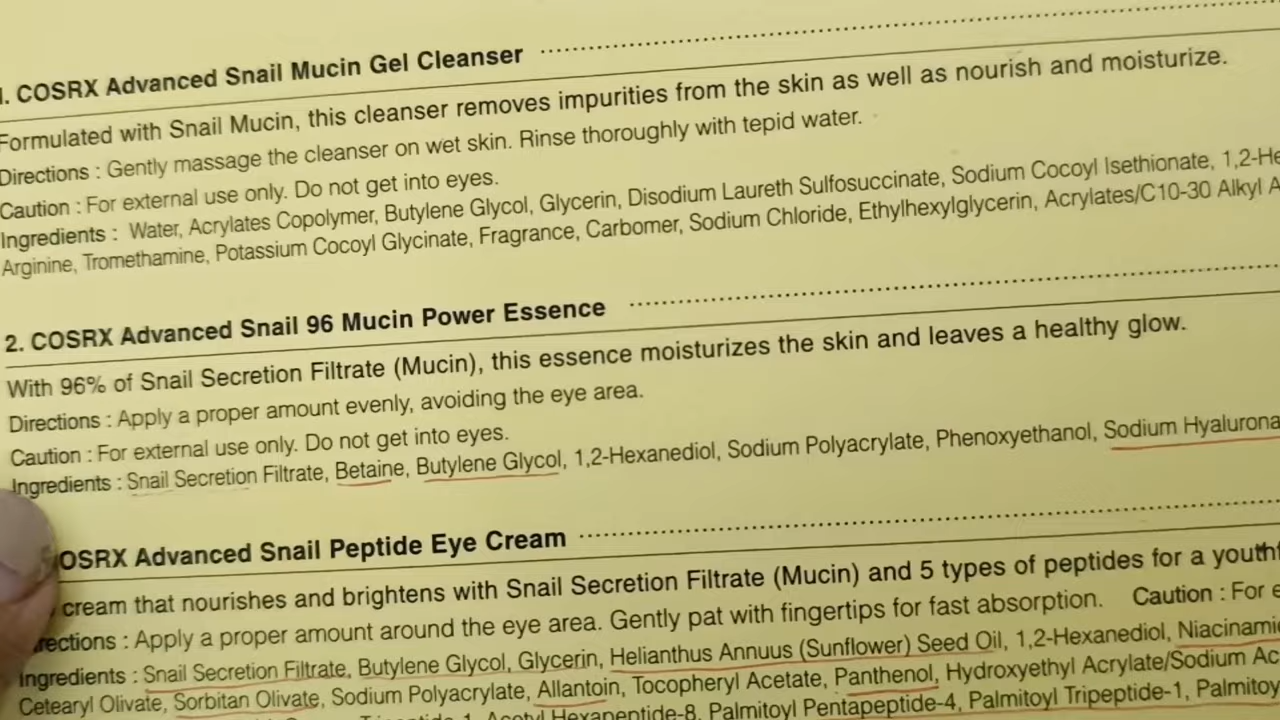 1. COSRX Advanced Snail Mucin Gel Cleanser
Formulated with Snail Mucin, this cleanser removes impurities from the skin as well as nourish and moisturize.
Directions : Gently massage the cleanser on wet skin. Rinse thoroughly with tepid water.
Caution : For external use only. Do not get into eyes.
Ingredients : Water, Acrylates Copolymer, Butylene Glycol, Glycerin, Disodium Laureth Sulfosuccinate, Sodium Cocoyl Isethionate, 1,2-He
Arginine, Tromethamine, Potassium Cocoyl Glycinate, Fragrance, Carbomer, Sodium Chloride, Ethylhexylglycerin, Acrylates/C10-30 Alkyl A
2. COSRX Advanced Snail 96 Mucin Power Essence
With 96% of Snail Secretion Filtrate (Mucin), this essence moisturizes the skin and leaves a healthy glow.
Directions : Apply a proper amount evenly, avoiding the eye area.
Caution : For external use only. Do not get into eyes.
Ingredients : Snail Secretion Filtrate, Betaine, Butylene Glycol, 1,2-Hexanediol, Sodium Polyacrylate, Phenoxyethanol, Sodium Hyalurona
OSRX Advanced Snail Peptide Eye Cream
cream that nourishes and brightens with Snail Secretion Filtrate (Mucin) and 5 types of peptides for a youthf
rections : Apply a proper amount around the eye area. Gently pat with fingertips for fast absorption. Caution : For e
Ingredients : Snail Secretion Filtrate, Butylene Glycol, Glycerin, Helianthus Annuus (Sunflower) Seed Oil, 1,2-Hexanediol, Niacinamid
Cetearyl Olivate, Sorbitan Olivate, Sodium Polyacrylate, Allantoin, Tocopheryl Acetate, Panthenol, Hydroxyethyl Acrylate/Sodium Ac
Acetyl Hexapeptide-8, Palmitoyl Pentapeptide-4, Palmitoyl Tripeptide-1, Palmitoy